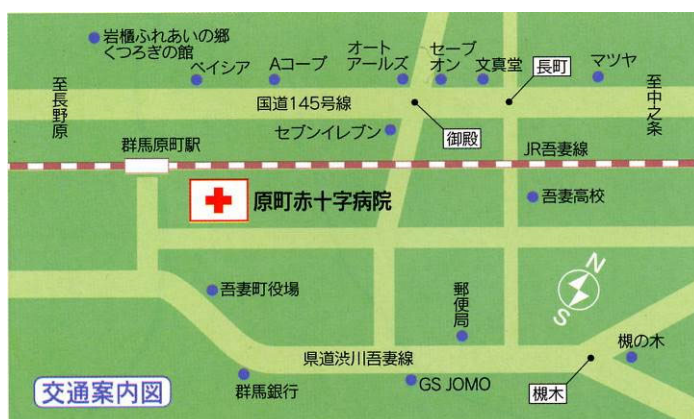 岩櫃ふれあいの郷
くつろぎの館
ベイシア
Aコープ
オート
アールズ
セーブ
オン
文真堂
長町
マツヤ
至長野原
国道145号線
至中之条
セブンイレブン
御殿
群馬原町駅
JR吾妻線
原町赤十字病院
吾妻高校
N
S
吾妻町役場
郵便局
県道渋川吾妻線
槻の木
群馬銀行
GS JOMO
槻木
交通案内図